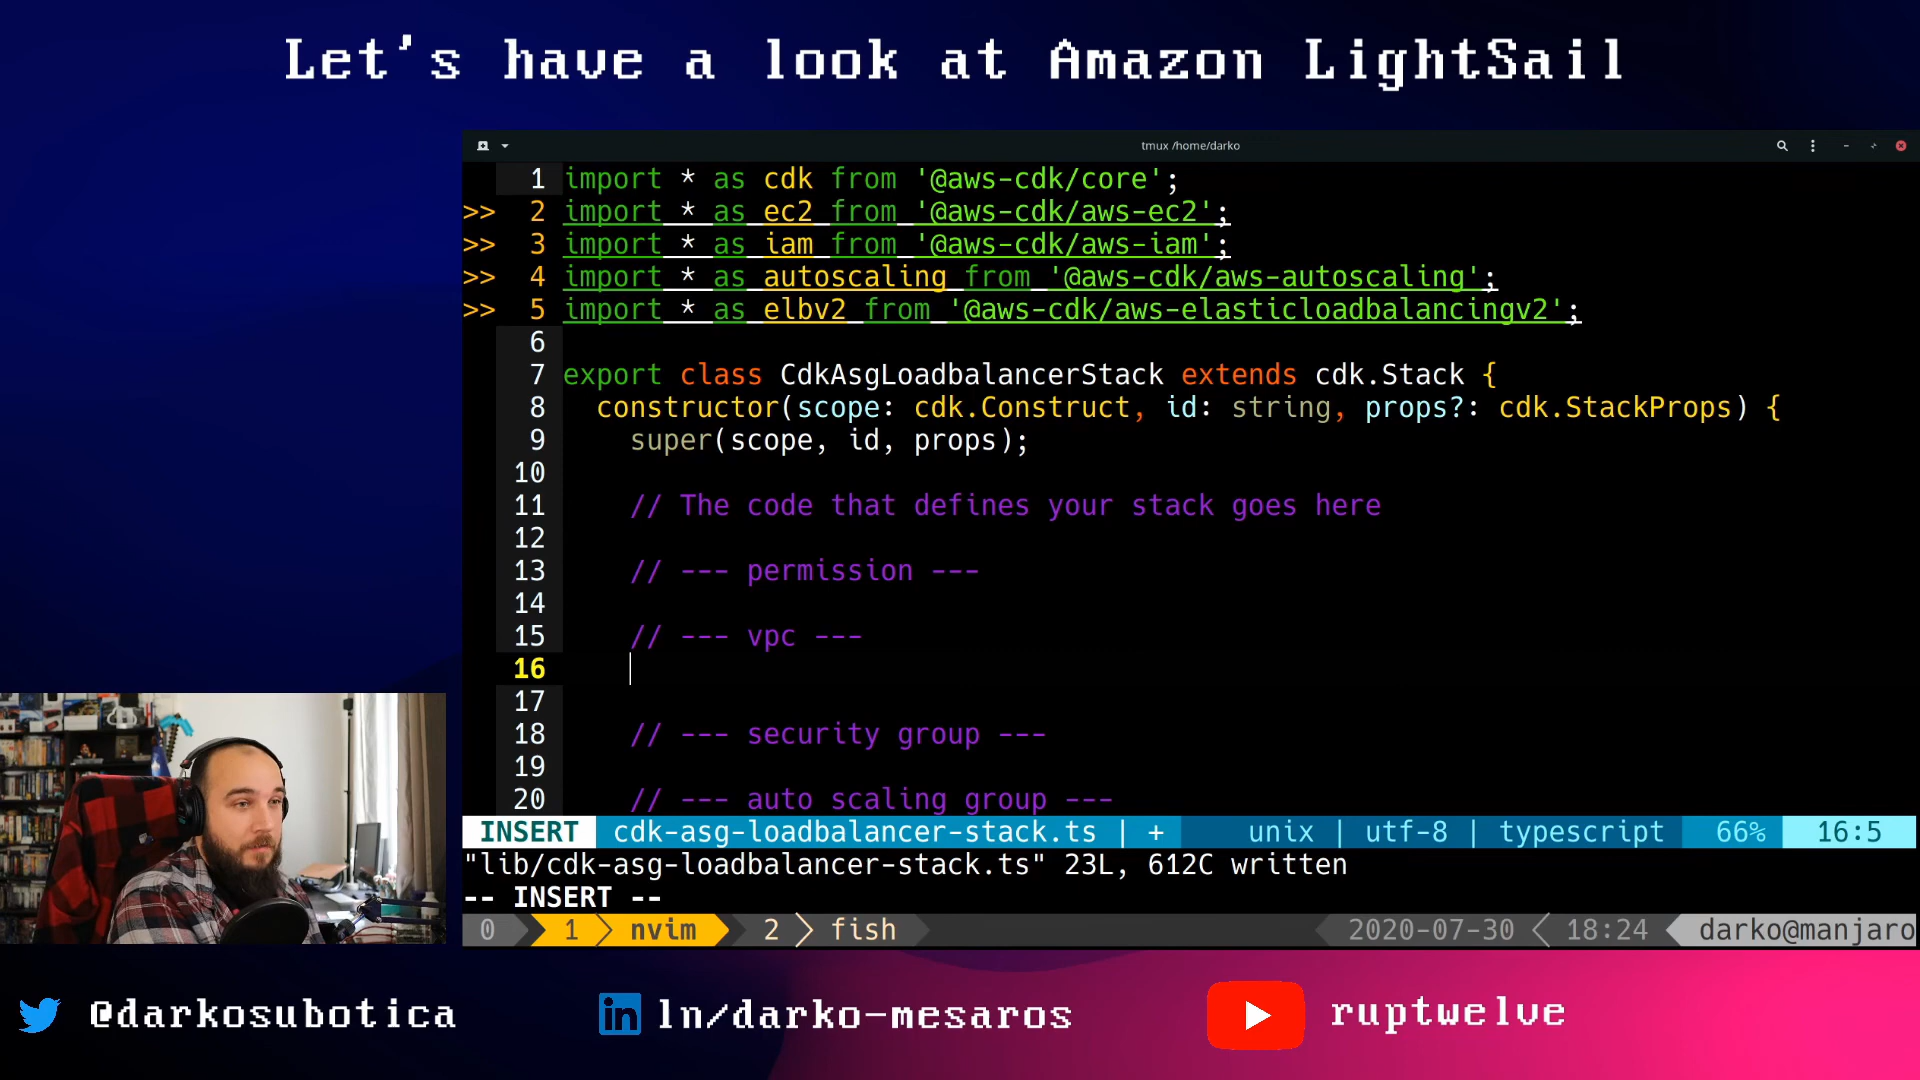 Let's have a look at Amazon LightSail
tmux /home/darko
1 import * as cdk from '@aws-cdk/core';
>> 2 import * as ec2 from '@aws-cdk/aws-ec2';
>> 3 import * as iam from '@aws-cdk/aws-iam';
>> 4 import * as autoscaling from '@aws-cdk/aws-autoscaling';
>> 5 import * as elbv2 from '@aws-cdk/aws-elasticloadbalancingv2';
6
7 export class CdkAsgLoadbalancerStack extends cdk.Stack {
8 constructor(scope: cdk.Construct, id: string, props?: cdk.StackProps) {
9 super(scope, id, props);
10
11 // The code that defines your stack goes here
12
13 // --- permission ---
14
15 // --- vpc ---
16
17
18 // --- security group ---
19
20 // --- auto scaling group ---
INSERT cdk-asg-loadbalancer-stack.ts | + unix | utf-8 | typescript 66% 16:5
"lib/cdk-asg-loadbalancer-stack.ts" 23L, 612C written
-- INSERT --
0 1 nvim 2 fish 2020-07-30 18:24 darko@manjaro
@darkosubotica
in ln/darko-mesaros
ruptwelve